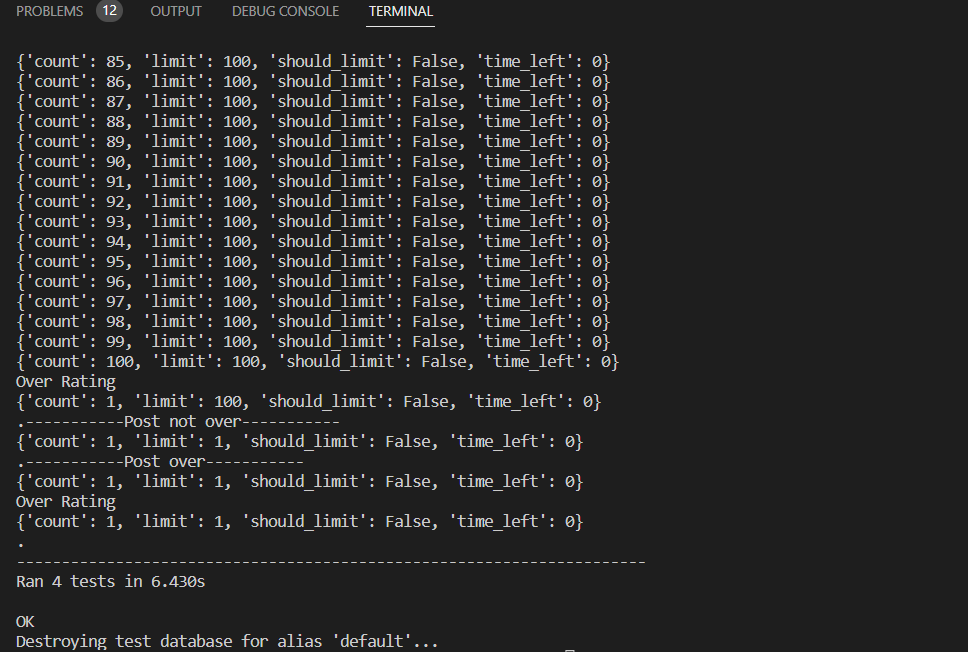 PROBLEMS 12 OUTPUT DEBUG CONSOLE TERMINAL
{'count': 85, 'limit': 100, 'should_limit': False, 'time_left': 0}
{'count': 86, 'limit': 100, 'should_limit': False, 'time_left': 0}
{'count': 87, 'limit': 100, 'should_limit': False, 'time_left': 0}
{'count': 88, 'limit': 100, 'should_limit': False, 'time_left': 0}
{'count': 89, 'limit': 100, 'should_limit': False, 'time_left': 0}
{'count': 90, 'limit': 100, 'should_limit': False, 'time_left': 0}
{'count': 91, 'limit': 100, 'should_limit': False, 'time_left': 0}
{'count': 92, 'limit': 100, 'should_limit': False, 'time_left': 0}
{'count': 93, 'limit': 100, 'should_limit': False, 'time_left': 0}
{'count': 94, 'limit': 100, 'should_limit': False, 'time_left': 0}
{'count': 95, 'limit': 100, 'should_limit': False, 'time_left': 0}
{'count': 96, 'limit': 100, 'should_limit': False, 'time_left': 0}
{'count': 97, 'limit': 100, 'should_limit': False, 'time_left': 0}
{'count': 98, 'limit': 100, 'should_limit': False, 'time_left': 0}
{'count': 99, 'limit': 100, 'should_limit': False, 'time_left': 0}
{'count': 100, 'limit': 100, 'should_limit': False, 'time_left': 0}
Over Rating
{'count': 1, 'limit': 100, 'should_limit': False, 'time_left': 0}
.-----------Post not over-----------
{'count': 1, 'limit': 1, 'should_limit': False, 'time_left': 0}
.-----------Post over-----------
{'count': 1, 'limit': 1, 'should_limit': False, 'time_left': 0}
Over Rating
{'count': 1, 'limit': 1, 'should_limit': False, 'time_left': 0}
.
----------------------------------------------------------------------
Ran 4 tests in 6.430s
OK
Destroying test database for alias 'default'...